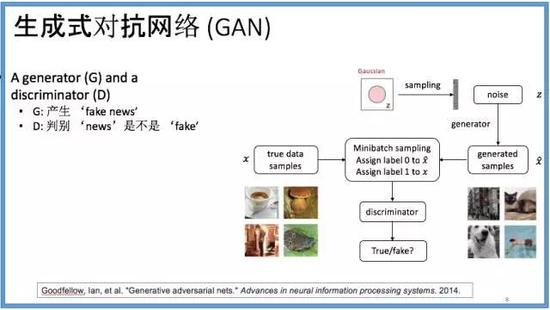 生成式对抗网络 (GAN)
A generator (G) and a
discriminator (D)
• G: 产生 ‘fake news’
• D: 判别 ‘news’是不是 ‘fake’
Gaussian
z
sampling
noise
z
generator
x
true data
samples
Minibatch sampling
Assign label 0 to x̂
Assign label 1 to x
generated
samples
x̂
discriminator
True/fake?
Goodfellow, Ian, et al. "Generative adversarial nets." Advances in neural information processing systems. 2014.
8